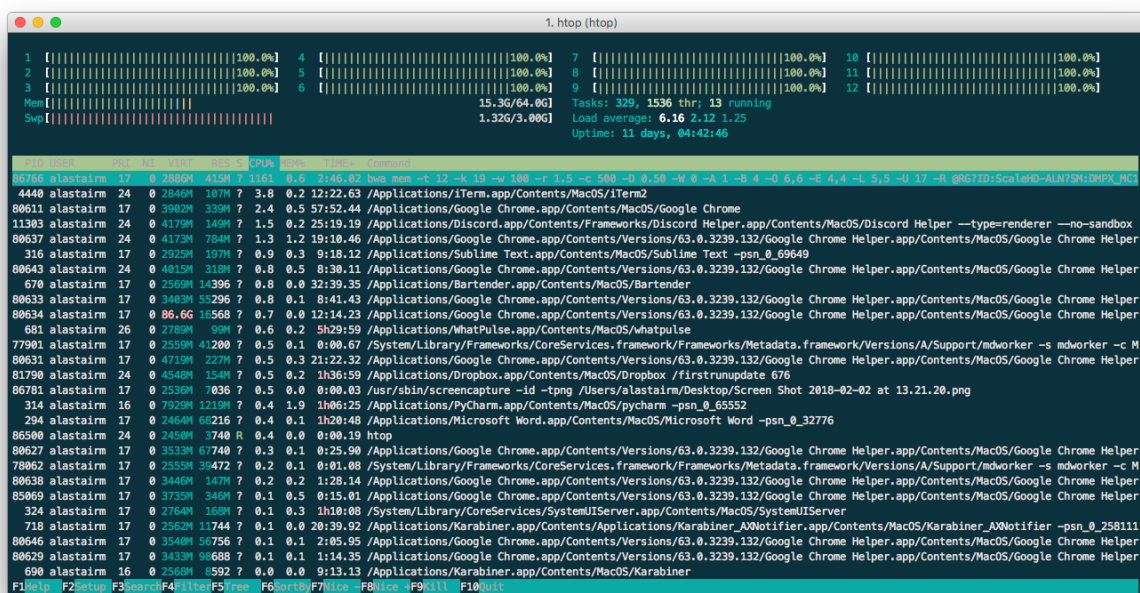 1. htop (htop)
1 [||||||||||||||||||||||||||||100.0%] 4 [||||||||||||||||||||||||||||100.0%] 7 [||||||||||||||||||||||||||||100.0%] 10 [||||||||||||||||||||||||||||100.0%]
2 [||||||||||||||||||||||||||||100.0%] 5 [||||||||||||||||||||||||||||100.0%] 8 [||||||||||||||||||||||||||||100.0%] 11 [||||||||||||||||||||||||||||100.0%]
3 [||||||||||||||||||||||||||||100.0%] 6 [||||||||||||||||||||||||||||100.0%] 9 [||||||||||||||||||||||||||||100.0%] 12 [||||||||||||||||||||||||||||100.0%]
Mem[|||||||||||||||||||||| 15.3G/64.0G] Tasks: 329, 1536 thr; 13 running
Swp[|||||||||||||||||||||||||||||||||| 1.32G/3.00G] Load average: 6.16 2.12 1.25
Uptime: 11 days, 04:42:46
PID USER PRI NI VIRT RES S CPU% MEM% TIME+ Command
86766 alastairm 17 0 2886M 415M ? 1161 0.6 2:46.02 bwa mem -t 12 -k 19 -w 100 -r 1.5 -c 500 -D 0.50 -W 0 -A 1 -B 4 -O 6,6 -E 4,4 -L 5,5 -U 17 -R @RG?ID:ScaleHD-ALN?SM:DMPX_MC1
4440 alastairm 24 0 2846M 107M ? 3.8 0.2 12:22.63 /Applications/iTerm.app/Contents/MacOS/iTerm2
80611 alastairm 17 0 3902M 339M ? 2.4 0.5 57:52.44 /Applications/Google Chrome.app/Contents/MacOS/Google Chrome
11303 alastairm 24 0 4179M 149M ? 1.5 0.2 25:19.19 /Applications/Discord.app/Contents/Frameworks/Discord Helper.app/Contents/MacOS/Discord Helper --type=renderer --no-sandbox
80637 alastairm 24 0 4173M 784M ? 1.3 1.2 19:10.46 /Applications/Google Chrome.app/Contents/Versions/63.0.3239.132/Google Chrome Helper.app/Contents/MacOS/Google Chrome Helper
316 alastairm 17 0 2925M 197M ? 0.9 0.3 9:18.12 /Applications/Sublime Text.app/Contents/MacOS/Sublime Text -psn_0_69649
80643 alastairm 24 0 4015M 318M ? 0.8 0.5 8:30.11 /Applications/Google Chrome.app/Contents/Versions/63.0.3239.132/Google Chrome Helper.app/Contents/MacOS/Google Chrome Helper
670 alastairm 17 0 2569M 14396 ? 0.8 0.0 32:39.35 /Applications/Bartender.app/Contents/MacOS/Bartender
80633 alastairm 17 0 3403M 55296 ? 0.8 0.1 8:41.43 /Applications/Google Chrome.app/Contents/Versions/63.0.3239.132/Google Chrome Helper.app/Contents/MacOS/Google Chrome Helper
80634 alastairm 17 0 86.6G 16568 ? 0.7 0.0 12:14.23 /Applications/Google Chrome.app/Contents/Versions/63.0.3239.132/Google Chrome Helper.app/Contents/MacOS/Google Chrome Helper
681 alastairm 26 0 2789M 99M ? 0.6 0.2 5h29:59 /Applications/WhatPulse.app/Contents/MacOS/whatpulse
77901 alastairm 17 0 2559M 41200 ? 0.5 0.1 0:00.67 /System/Library/Frameworks/CoreServices.framework/Frameworks/Metadata.framework/Versions/A/Support/mdworker -s mdworker -c M
80631 alastairm 17 0 4719M 227M ? 0.5 0.3 21:22.32 /Applications/Google Chrome.app/Contents/Versions/63.0.3239.132/Google Chrome Helper.app/Contents/MacOS/Google Chrome Helper
81790 alastairm 24 0 4548M 154M ? 0.5 0.2 1h36:59 /Applications/Dropbox.app/Contents/MacOS/Dropbox /firstrunupdate 676
86781 alastairm 17 0 2536M 7036 ? 0.5 0.0 0:00.03 /usr/sbin/screencapture -id -tpng /Users/alastairm/Desktop/Screen Shot 2018-02-02 at 13.21.20.png
314 alastairm 16 0 7929M 1219M ? 0.4 1.9 1h06:25 /Applications/PyCharm.app/Contents/MacOS/pycharm -psn_0_65552
294 alastairm 17 0 2464M 68216 ? 0.4 0.1 1h20:48 /Applications/Microsoft Word.app/Contents/MacOS/Microsoft Word -psn_0_32776
86500 alastairm 24 0 2450M 3740 R 0.4 0.0 0:00.19 htop
80627 alastairm 17 0 3533M 67740 ? 0.3 0.1 0:25.90 /Applications/Google Chrome.app/Contents/Versions/63.0.3239.132/Google Chrome Helper.app/Contents/MacOS/Google Chrome Helper
78062 alastairm 17 0 2555M 39472 ? 0.2 0.1 0:01.08 /System/Library/Frameworks/CoreServices.framework/Frameworks/Metadata.framework/Versions/A/Support/mdworker -s mdworker -c M
80638 alastairm 17 0 3446M 147M ? 0.2 0.2 1:28.14 /Applications/Google Chrome.app/Contents/Versions/63.0.3239.132/Google Chrome Helper.app/Contents/MacOS/Google Chrome Helper
85069 alastairm 17 0 3735M 346M ? 0.1 0.5 0:15.01 /Applications/Google Chrome.app/Contents/Versions/63.0.3239.132/Google Chrome Helper.app/Contents/MacOS/Google Chrome Helper
324 alastairm 17 0 2764M 168M ? 0.1 0.3 1h10:08 /System/Library/CoreServices/SystemUIServer.app/Contents/MacOS/SystemUIServer
718 alastairm 17 0 2562M 11744 ? 0.1 0.0 20:39.92 /Applications/Karabiner.app/Contents/Applications/Karabiner_AXNotifier.app/Contents/MacOS/Karabiner_AXNotifier -psn_0_258111
80646 alastairm 17 0 3540M 56756 ? 0.1 0.1 2:05.95 /Applications/Google Chrome.app/Contents/Versions/63.0.3239.132/Google Chrome Helper.app/Contents/MacOS/Google Chrome Helper
80629 alastairm 17 0 3433M 98688 ? 0.1 0.1 1:14.35 /Applications/Google Chrome.app/Contents/Versions/63.0.3239.132/Google Chrome Helper.app/Contents/MacOS/Google Chrome Helper
690 alastairm 16 0 2568M 8592 ? 0.0 0.0 9:13.13 /Applications/Karabiner.app/Contents/MacOS/Karabiner
F1Help F2Setup F3SearchF4FilterF5Tree F6SortByF7Nice -F8Nice +F9Kill F10Quit